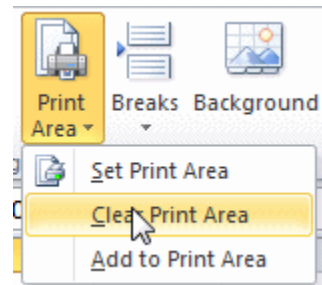 Print Breaks Background
Area
Set Print Area
Clear Print Area
Add to Print Area